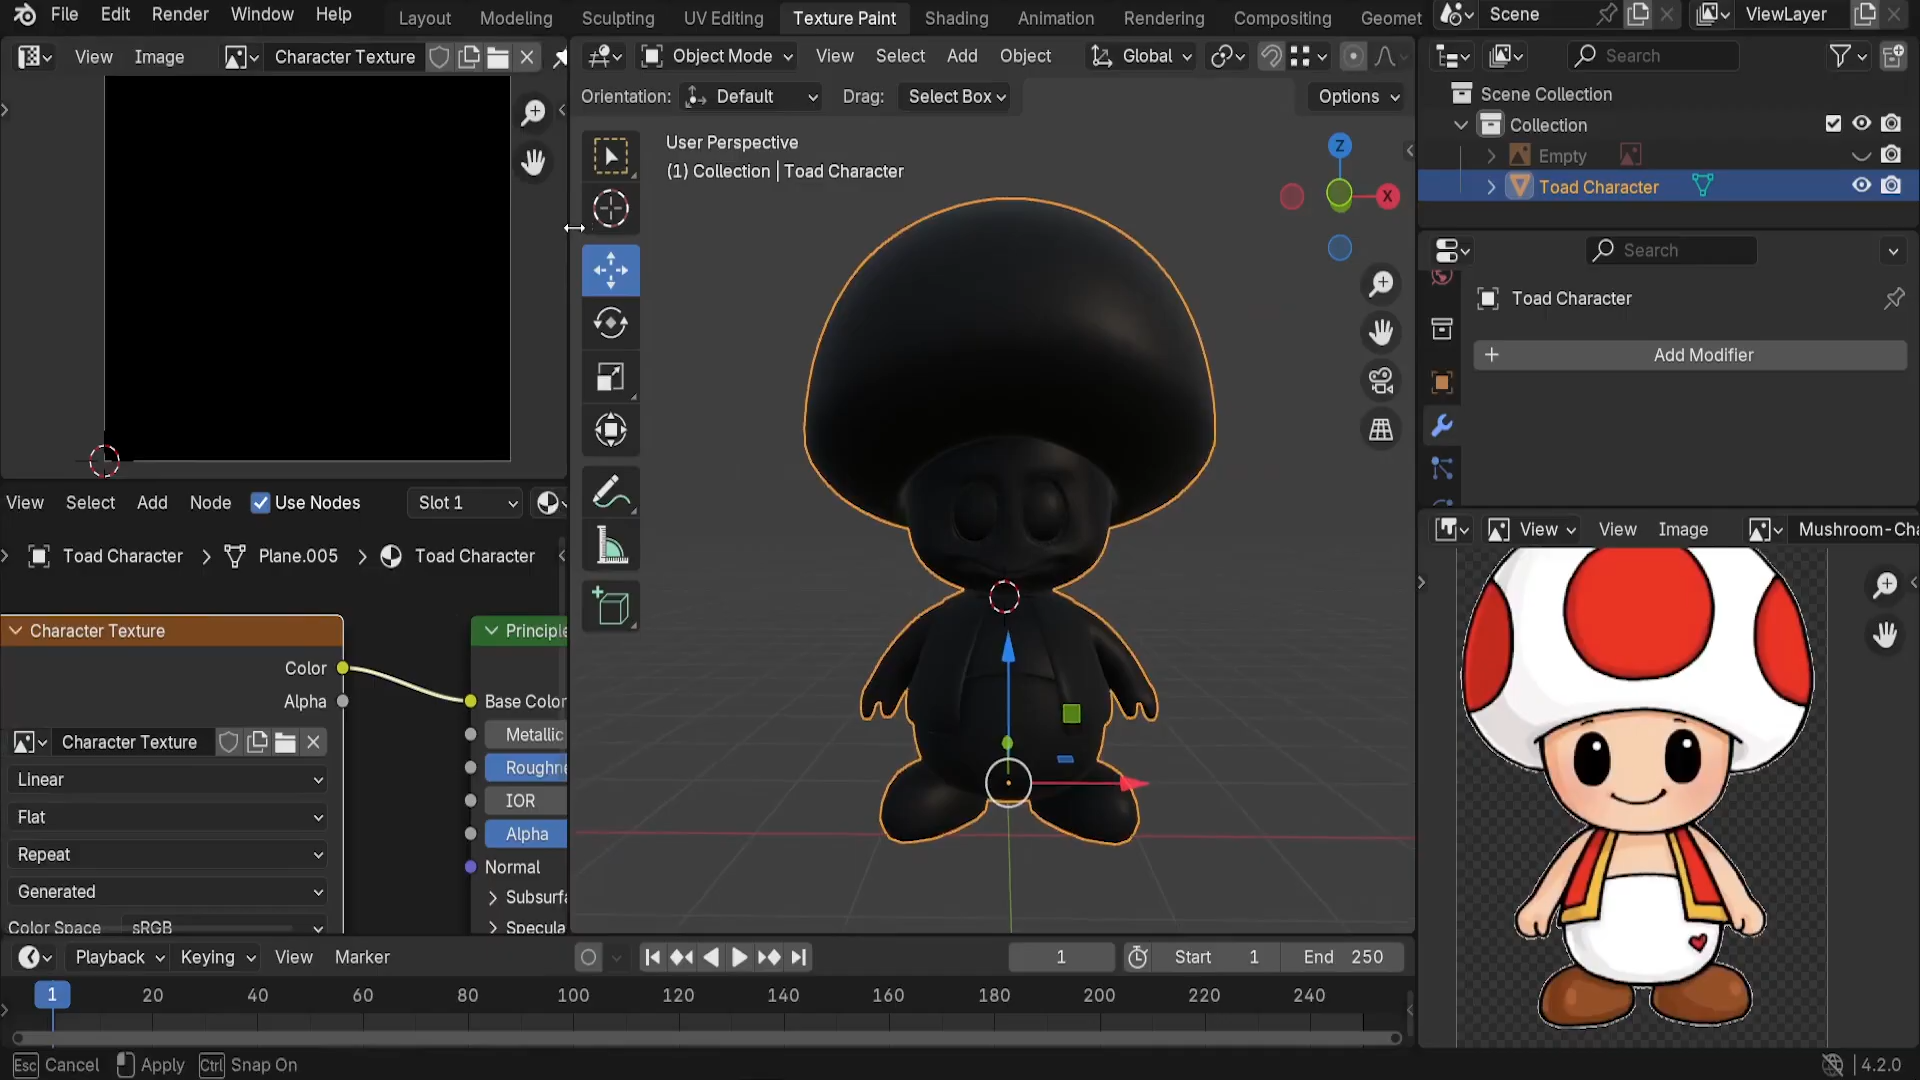 File Edit Render Window Help Layout Modeling Sculpting UV Editing Texture Paint Shading Animation Rendering Compositing Geomet Scene ViewLayer
View Image Character Texture Object Mode View Select Add Object Global Search
Orientation: Default Drag: Select Box Options
Scene Collection
Collection
Empty
Toad Character
User Perspective
(1) Collection | Toad Character
Z
X
Search
Toad Character
Add Modifier
View Select Add Node Use Nodes Slot 1
View View Image Mushroom-Cha
Toad Character Plane.005 Toad Character
Character Texture
Color
Alpha
Character Texture
Linear
Flat
Repeat
Generated
Color Space sRGB
Principle
Base Color
Metallic
Roughne
IOR
Alpha
Normal
Subsurfa
Specula
Playback Keying View Marker 1 Start 1 End 250
1 20 40 60 80 100 120 140 160 180 200 220 240
Esc Cancel Apply Ctrl Snap On 4.2.0